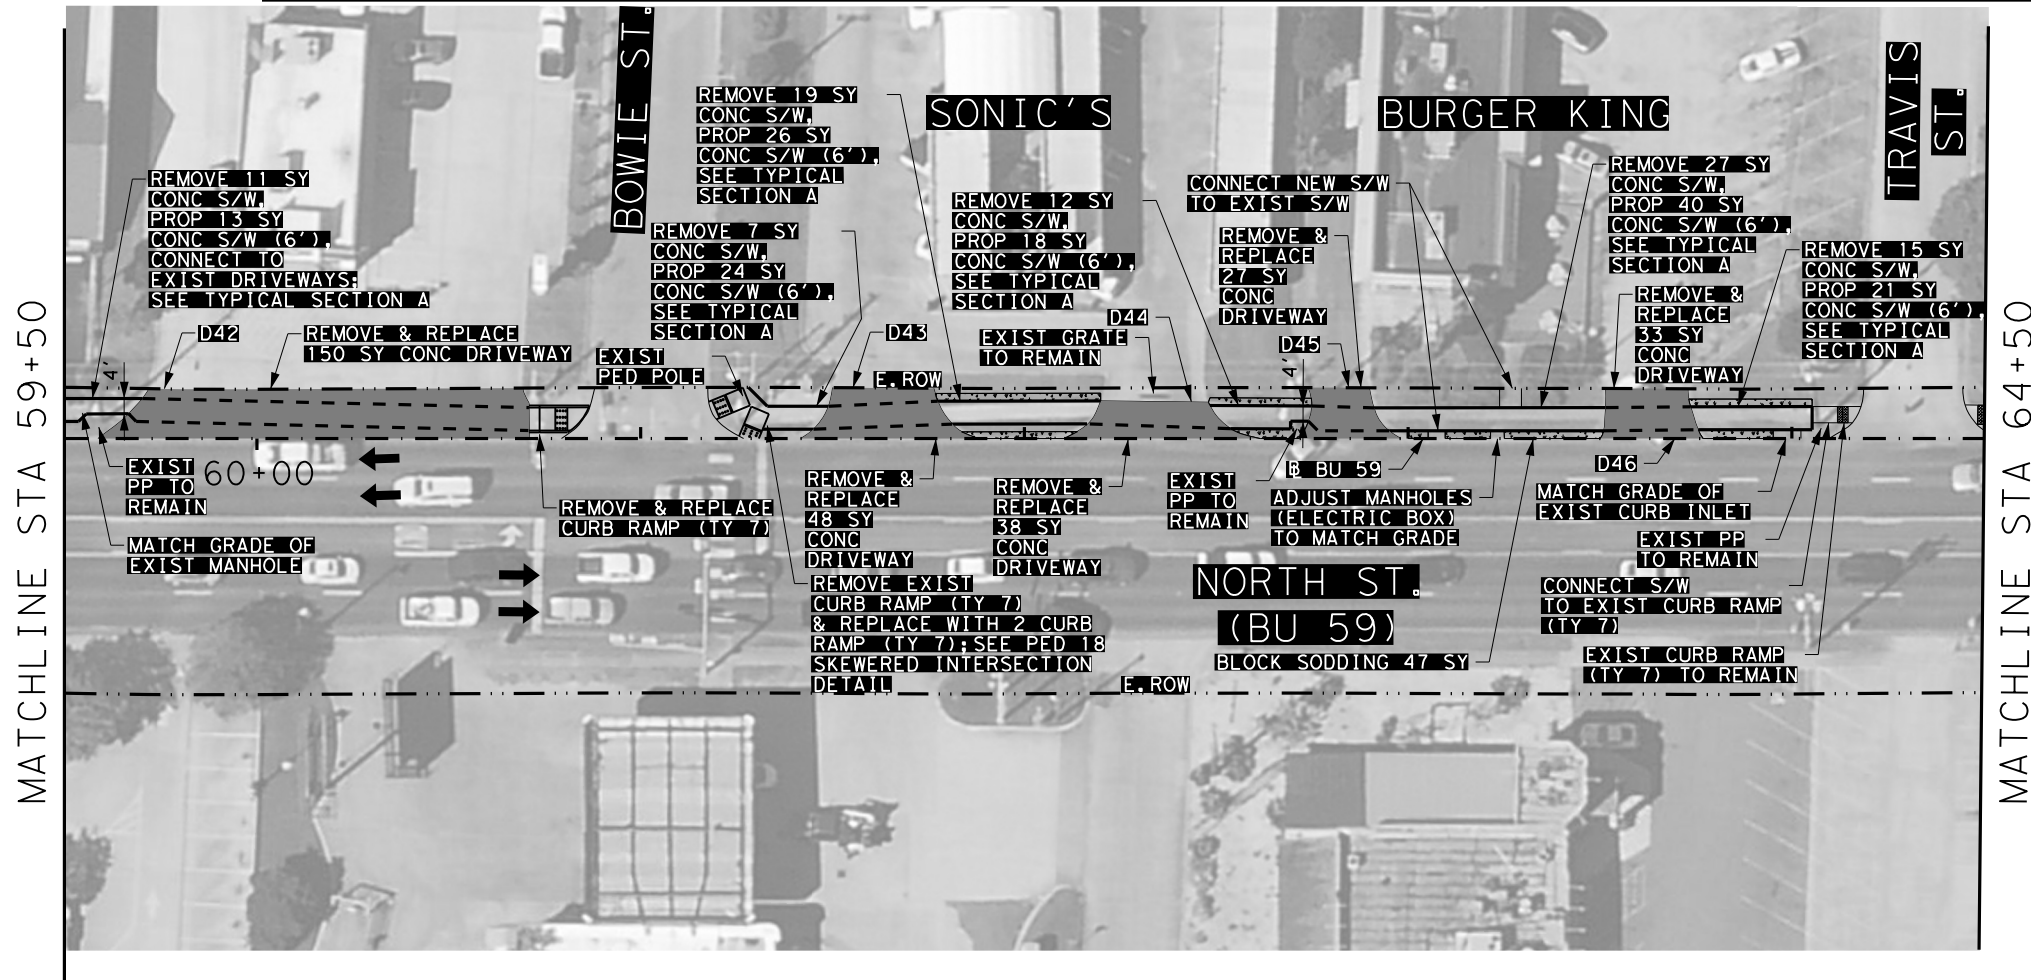 MATCHLINE STA 59+50
BOWIE ST.
REMOVE 11 SY
CONC S/W,
PROP 13 SY
CONC S/W (6'),
CONNECT TO
EXIST DRIVEWAYS;
SEE TYPICAL SECTION A
D42
REMOVE & REPLACE
150 SY CONC DRIVEWAY
4'
EXIST
PP TO
REMAIN
60+00
MATCH GRADE OF
EXIST MANHOLE
REMOVE & REPLACE
CURB RAMP (TY 7)
EXIST
PED POLE
REMOVE 19 SY
CONC S/W,
PROP 26 SY
CONC S/W (6'),
SEE TYPICAL
SECTION A
REMOVE 7 SY
CONC S/W,
PROP 24 SY
CONC S/W (6'),
SEE TYPICAL
SECTION A
D43
E.ROW
SONIC'S
REMOVE 12 SY
CONC S/W,
PROP 18 SY
CONC S/W (6'),
SEE TYPICAL
SECTION A
D44
EXIST GRATE
TO REMAIN
CONNECT NEW S/W
TO EXIST S/W
REMOVE &
REPLACE
27 SY
CONC
DRIVEWAY
D45
4'
BURGER KING
REMOVE 27 SY
CONC S/W,
PROP 40 SY
CONC S/W (6'),
SEE TYPICAL
SECTION A
REMOVE &
REPLACE
33 SY
CONC
DRIVEWAY
TRAVIS
ST.
REMOVE 15 SY
CONC S/W,
PROP 21 SY
CONC S/W (6'),
SEE TYPICAL
SECTION A
REMOVE &
REPLACE
48 SY
CONC
DRIVEWAY
REMOVE EXIST
CURB RAMP (TY 7)
& REPLACE WITH 2 CURB
RAMP (TY 7);SEE PED 18
SKEWERED INTERSECTION
DETAIL
REMOVE &
REPLACE
38 SY
CONC
DRIVEWAY
E.ROW
EXIST
PP TO
REMAIN
BU 59
ADJUST MANHOLES
(ELECTRIC BOX)
TO MATCH GRADE
NORTH ST.
(BU 59)
BLOCK SODDING 47 SY
D46
MATCH GRADE OF
EXIST CURB INLET
EXIST PP
TO REMAIN
CONNECT S/W
TO EXIST CURB RAMP
(TY 7)
EXIST CURB RAMP
(TY 7) TO REMAIN
MATCHLINE STA 64+50